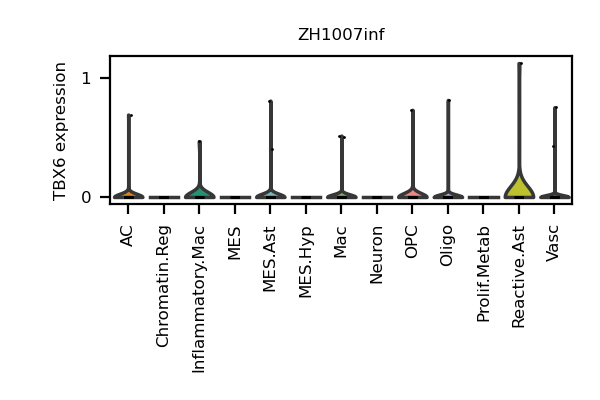 ZH1007inf
TBX6 expression
1
0
AC
Chromatin.Reg
Inflammatory.Mac
MES
MES.Ast
MES.Hyp
Mac
Neuron
OPC
Oligo
Prolif.Metab
Reactive.Ast
Vasc